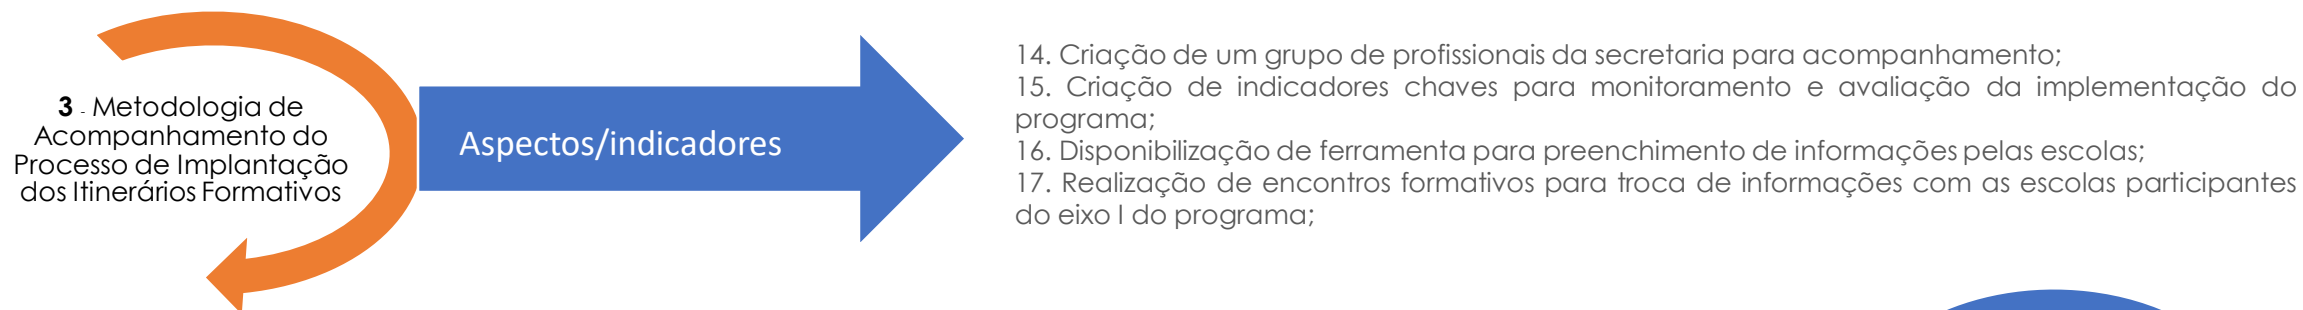 3 - Metodologia de
Acompanhamento do
Processo de Implantação
dos Itinerários Formativos
Aspectos/indicadores
14. Criação de um grupo de profissionais da secretaria para acompanhamento;
15. Criação de indicadores chaves para monitoramento e avaliação da implementação do
programa;
16. Disponibilização de ferramenta para preenchimento de informações pelas escolas;
17. Realização de encontros formativos para troca de informações com as escolas participantes
do eixo I do programa;